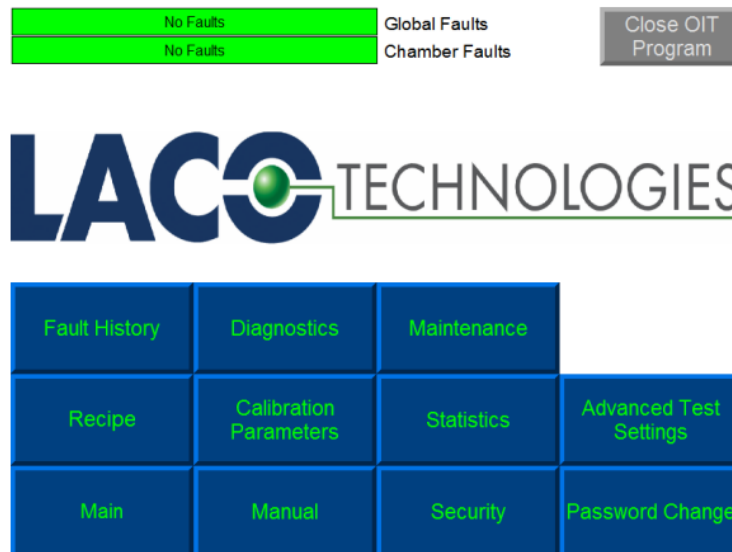 No Faults
Global Faults
Close OIT
Program
No Faults
Chamber Faults
LACO TECHNOLOGIES
Fault History
Diagnostics
Maintenance
Recipe
Calibration
Parameters
Statistics
Advanced Test
Settings
Main
Manual
Security
Password Change